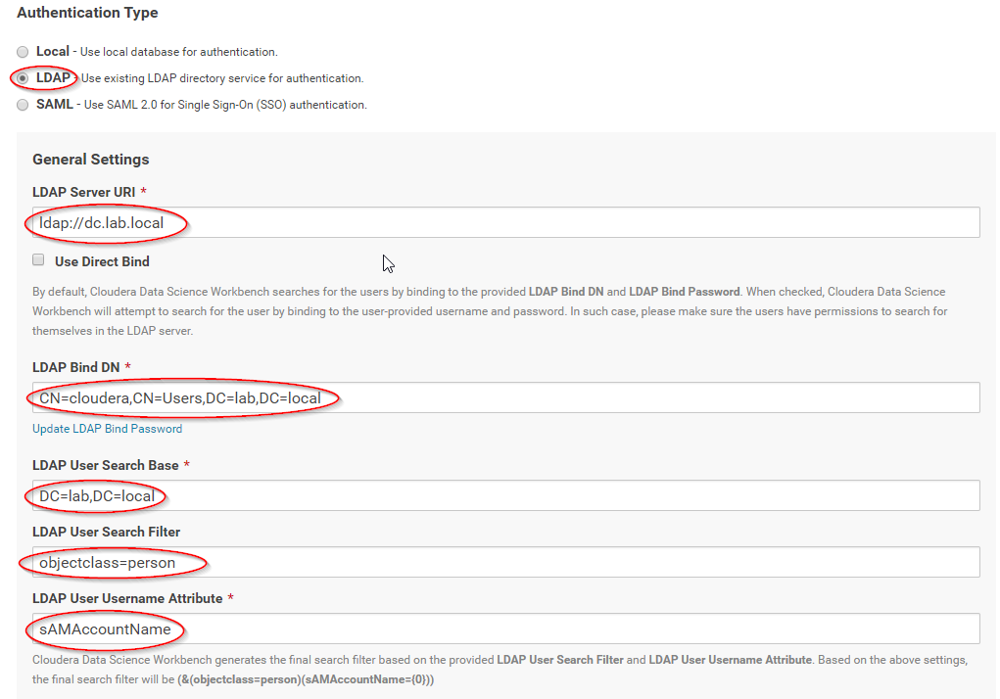 Authentication Type
Local - Use local database for authentication.
LDAP - Use existing LDAP directory service for authentication.
SAML - Use SAML 2.0 for Single Sign-On (SSO) authentication.
General Settings
LDAP Server URI *
ldap://dc.lab.local
Use Direct Bind
By default, Cloudera Data Science Workbench searches for the users by binding to the provided LDAP Bind DN and LDAP Bind Password. When checked, Cloudera Data Science
Workbench will attempt to search for the user by binding to the user-provided username and password. In such case, please make sure the users have permissions to search for
themselves in the LDAP server.
LDAP Bind DN *
CN=cloudera,CN=Users,DC=lab,DC=local
Update LDAP Bind Password
LDAP User Search Base *
DC=lab,DC=local
LDAP User Search Filter
objectclass=person
LDAP User Username Attribute *
sAMAccountName
Cloudera Data Science Workbench generates the final search filter based on the provided LDAP User Search Filter and LDAP User Username Attribute. Based on the above settings,
the final search filter will be (&(objectclass=person)(sAMAccountName={0}))